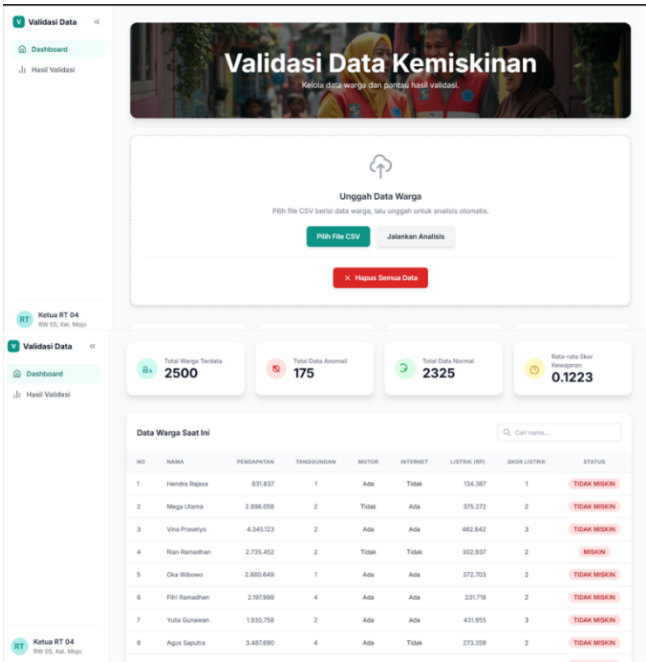 V Validasi Data «
Dashboard
Hasil Validasi
Validasi Data Kemiskinan
Kelola data warga dan pantau hasil validasi.
Unggah Data Warga
Pilih file CSV berisi data warga, lalu unggah untuk analisis otomatis.
Pilih File CSV Jalankan Analisis
× Hapus Semua Data
RT Ketua RT 04
RW 05, Kel. Mojo
V Validasi Data «
Dashboard
Hasil Validasi
Total Warga Terdata
2500
Total Data Anomali
175
Total Data Normal
2325
Rata-rata Skor
Kewajaran
0.1223
Data Warga Saat Ini
Cari nama...
NO NAMA PENDAPATAN TANGGUNGAN MOTOR INTERNET LISTRIK (RP) SKOR LISTRIK STATUS
1 Hendra Rajasa 831.837 1 Ada Tidak 134.387 1 TIDAK MISKIN
2 Mega Utama 2.886.058 2 Tidak Ada 375.272 2 TIDAK MISKIN
3 Vina Prasetyo 4.343.123 2 Ada Ada 482.842 3 TIDAK MISKIN
4 Rian Ramadhan 2.735.452 2 Tidak Tidak 302.937 2 MISKIN
5 Oka Wibowo 2.860.649 1 Ada Ada 372.703 2 TIDAK MISKIN
6 Fitri Ramadhan 2.197.989 4 Ada Ada 231.718 2 TIDAK MISKIN
7 Yulia Gunawan 1.930.758 2 Ada Ada 431.955 3 TIDAK MISKIN
8 Agus Saputra 3.487.690 4 Ada Tidak 273.359 2 TIDAK MISKIN
RT Ketua RT 04
RW 05, Kel. Mojo